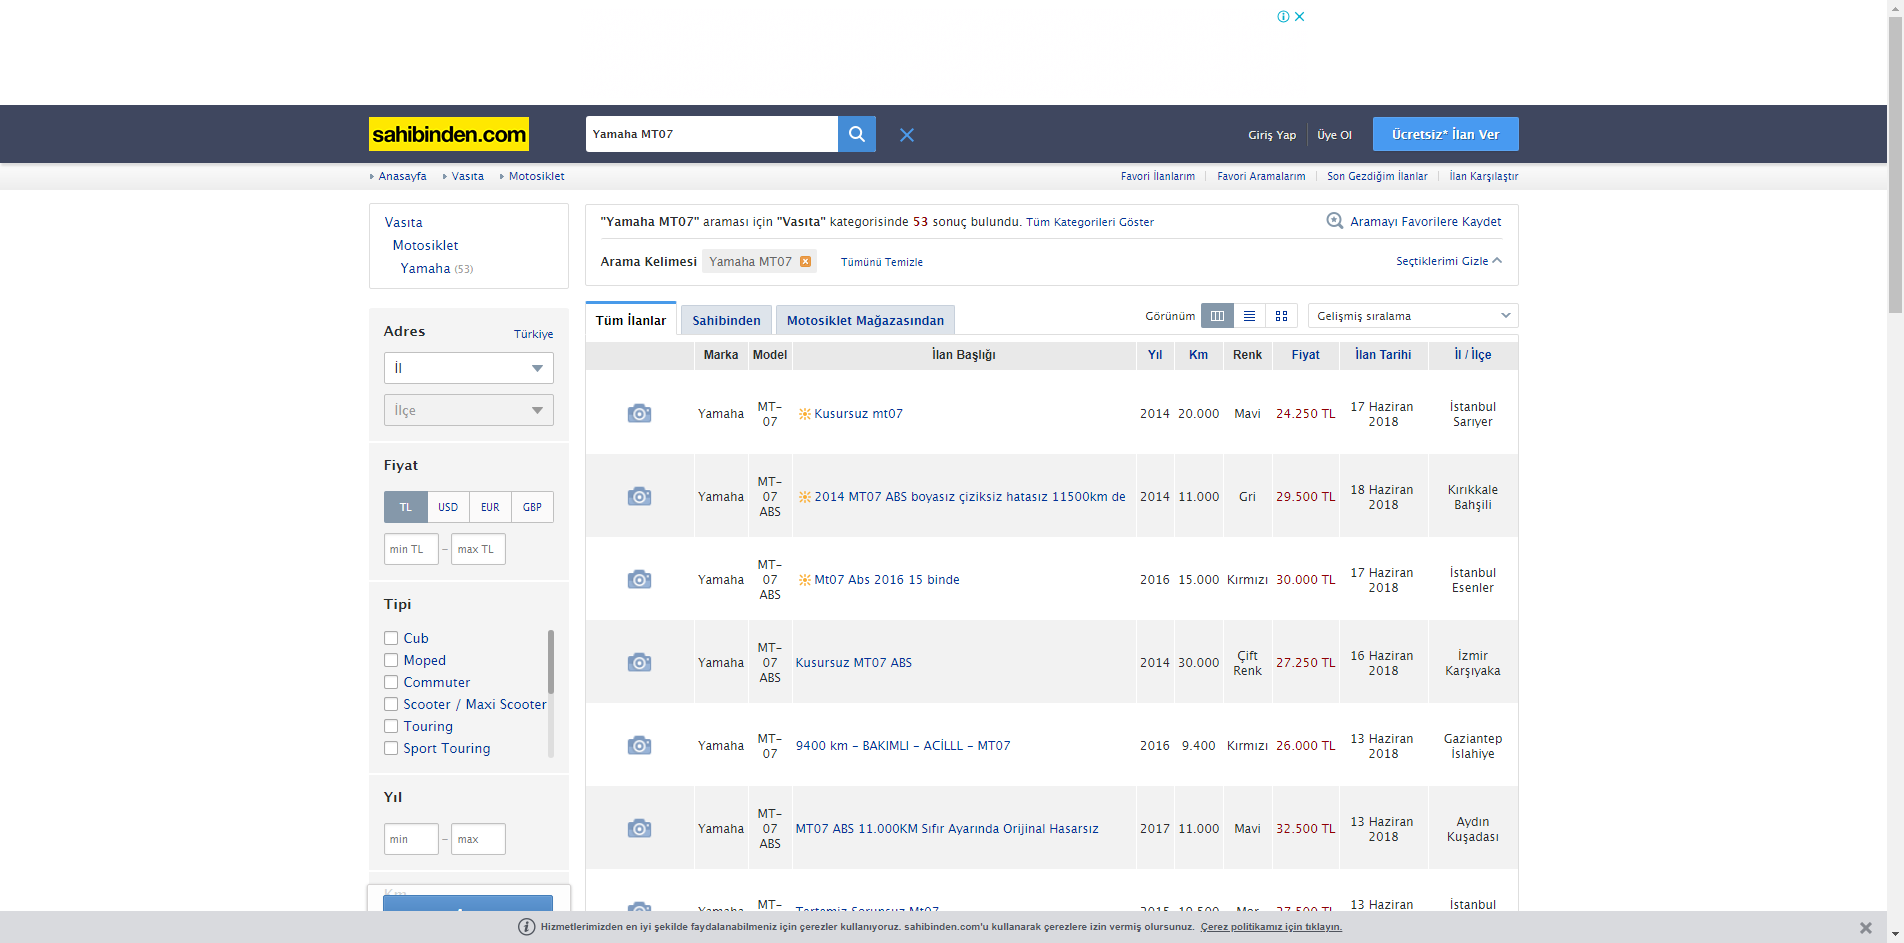 sahibinden.com
Yamaha MT07
Giriş Yap
Üye Ol
Ücretsiz* İlan Ver
Anasayfa
Vasıta
Motosiklet
Favori İlanlarım
Favori Aramalarım
Son Gezdiğim İlanlar
İlan Karşılaştır
Vasıta
Motosiklet
Yamaha (53)
Adres
Türkiye
İl
İlçe
Fiyat
TL USD EUR GBP
min TL – max TL
Tipi
Cub
Moped
Commuter
Scooter / Maxi Scooter
Touring
Sport Touring
Yıl
min – max
Km
"Yamaha MT07" araması için "Vasıta" kategorisinde 53 sonuç bulundu. Tüm Kategorileri Göster
Aramayı Favorilere Kaydet
Arama Kelimesi Yamaha MT07 Tümünü Temizle
Seçtiklerimi Gizle
Tüm İlanlar
Sahibinden
Motosiklet Mağazasından
Görünüm
Gelişmiş sıralama
Marka Model İlan Başlığı Yıl Km Renk Fiyat İlan Tarihi İl / İlçe
Yamaha MT-07 Kusursuz mt07 2014 20.000 Mavi 24.250 TL 17 Haziran 2018 İstanbul Sarıyer
Yamaha MT-07 ABS 2014 MT07 ABS boyasız çiziksiz hatasız 11500km de 2014 11.000 Gri 29.500 TL 18 Haziran 2018 Kırıkkale Bahşili
Yamaha MT-07 ABS Mt07 Abs 2016 15 binde 2016 15.000 Kırmızı 30.000 TL 17 Haziran 2018 İstanbul Esenler
Yamaha MT-07 ABS Kusursuz MT07 ABS 2014 30.000 Çift Renk 27.250 TL 16 Haziran 2018 İzmir Karşıyaka
Yamaha MT-07 9400 km – BAKIMLI – ACİLLL – MT07 2016 9.400 Kırmızı 26.000 TL 13 Haziran 2018 Gaziantep İslahiye
Yamaha MT-07 ABS MT07 ABS 11.000KM Sıfır Ayarında Orijinal Hasarsız 2017 11.000 Mavi 32.500 TL 13 Haziran 2018 Aydın Kuşadası
Yamaha MT- Tertemiz Sorunsuz Mt07 2015 10.500 Mor 27.500 TL 13 Haziran İstanbul
Hizmetlerimizden en iyi şekilde faydalanabilmeniz için çerezler kullanıyoruz. sahibinden.com'u kullanarak çerezlere izin vermiş olursunuz. Çerez politikamız için tıklayın.